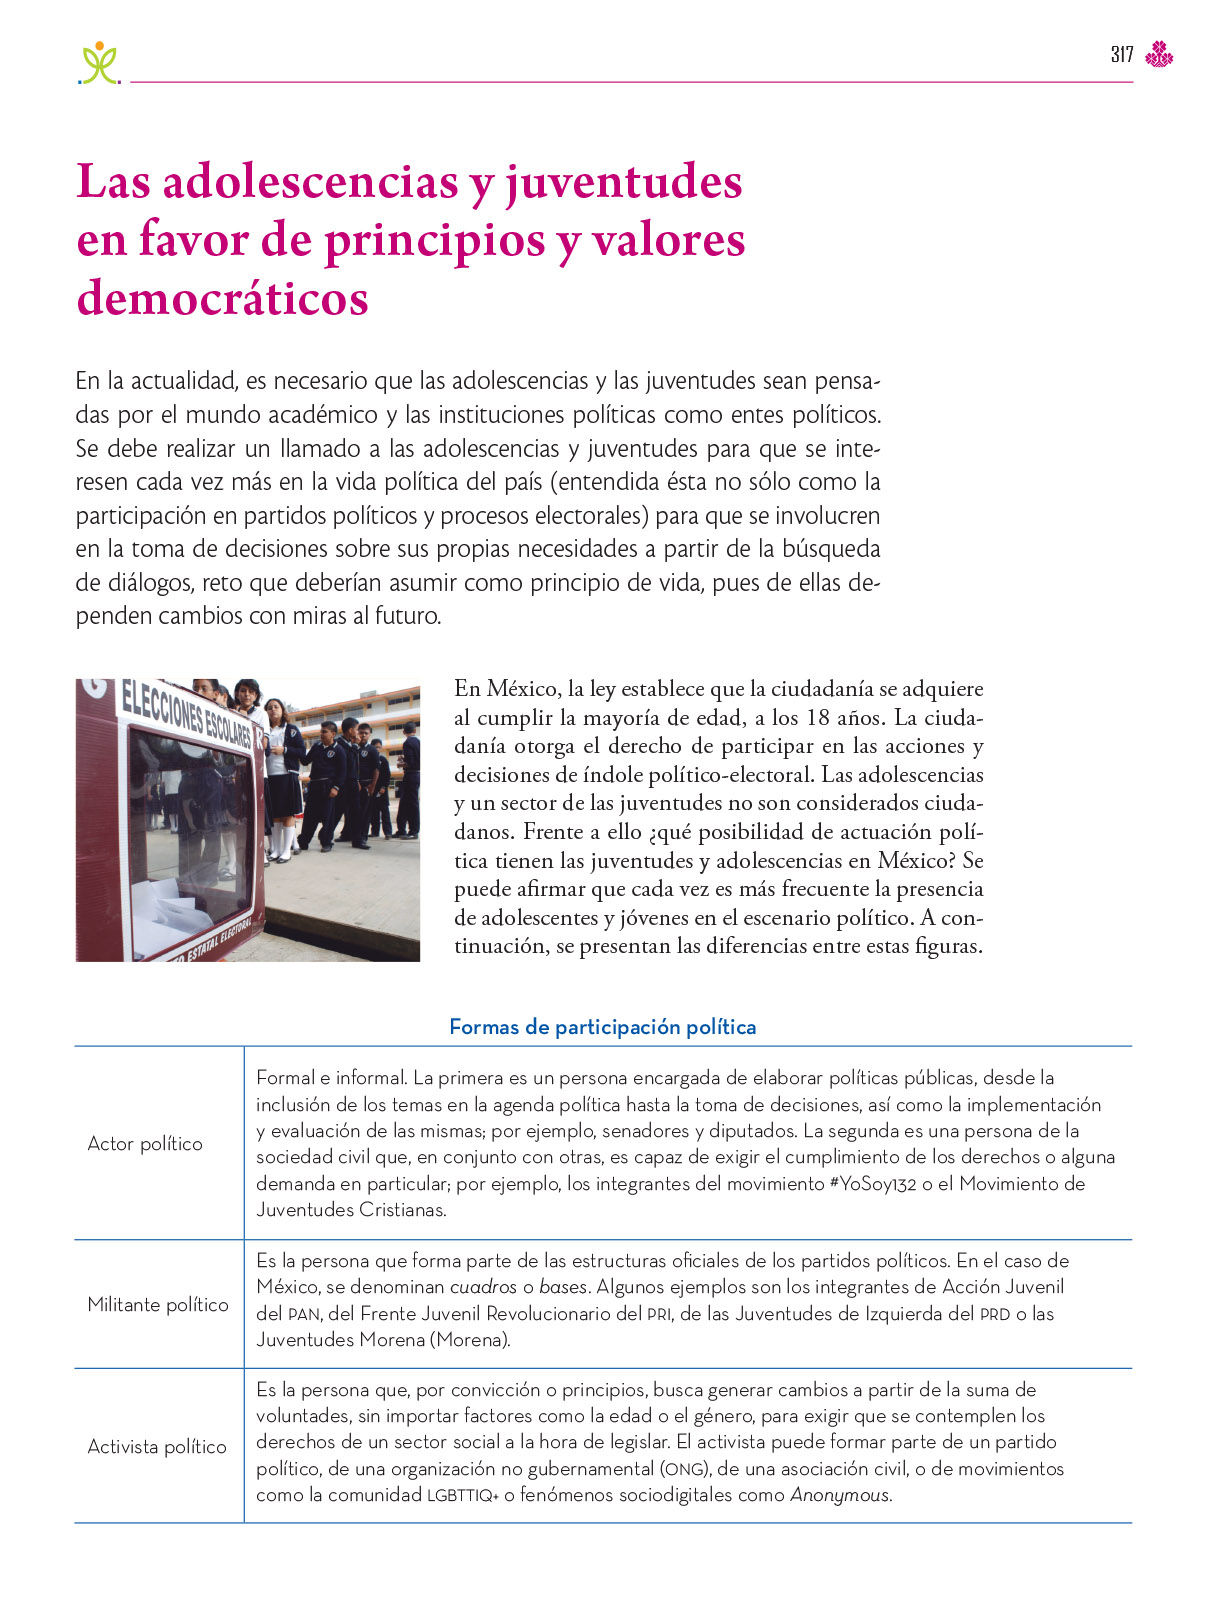 317
Las adolescencias y juventudes
en favor de principios y valores
democráticos
En la actualidad, es necesario que las adolescencias y las juventudes sean pensa-
das por el mundo académico y las instituciones políticas como entes políticos.
Se debe realizar un llamado a las adolescencias y juventudes para que se inte-
resen cada vez más en la vida política del país (entendida ésta no sólo como la
participación en partidos políticos y procesos electorales) para que se involucren
en la toma de decisiones sobre sus propias necesidades a partir de la búsqueda
de diálogos, reto que deberían asumir como principio de vida, pues de ellas de-
penden cambios con miras al futuro.
ELECCIONES ESCOLARES
ESTATAL ELECTORAL
En México, la ley establece que la ciudadanía se adquiere
al cumplir la mayoría de edad, a los 18 años. La ciuda-
danía otorga el derecho de participar en las acciones y
decisiones de índole político-electoral. Las adolescencias
y un sector de las juventudes no son considerados ciuda-
danos. Frente a ello ¿qué posibilidad de actuación polí-
tica tienen las juventudes y adolescencias en México? Se
puede afirmar que cada vez es más frecuente la presencia
de adolescentes y jóvenes en el escenario político. A con-
tinuación, se presentan las diferencias entre estas figuras.
Formas de participación política
Actor político
Formal e informal. La primera es un persona encargada de elaborar políticas públicas, desde la
inclusión de los temas en la agenda política hasta la toma de decisiones, así como la implementación
y evaluación de las mismas; por ejemplo, senadores y diputados. La segunda es una persona de la
sociedad civil que, en conjunto con otras, es capaz de exigir el cumplimiento de los derechos o alguna
demanda en particular; por ejemplo, los integrantes del movimiento #YoSoy132 o el Movimiento de
Juventudes Cristianas.
Militante político
Es la persona que forma parte de las estructuras oficiales de los partidos políticos. En el caso de
México, se denominan cuadros o bases. Algunos ejemplos son los integrantes de Acción Juvenil
del PAN, del Frente Juvenil Revolucionario del PRI, de las Juventudes de Izquierda del PRD o las
Juventudes Morena (Morena).
Activista político
Es la persona que, por convicción o principios, busca generar cambios a partir de la suma de
voluntades, sin importar factores como la edad o el género, para exigir que se contemplen los
derechos de un sector social a la hora de legislar. El activista puede formar parte de un partido
político, de una organización no gubernamental (ONG), de una asociación civil, o de movimientos
como la comunidad LGBTTIQ+ o fenómenos sociodigitales como Anonymous.